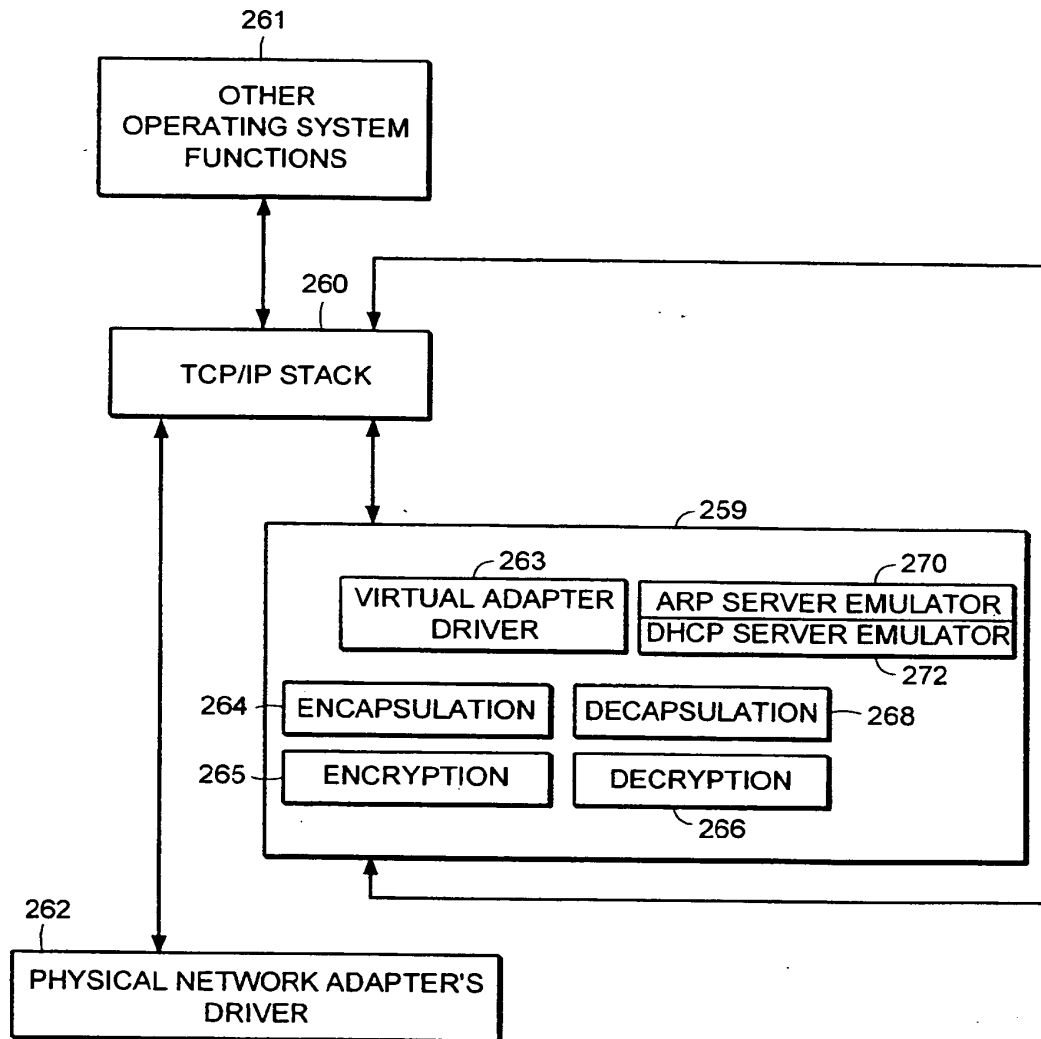 261
OTHER
OPERATING SYSTEM
FUNCTIONS
260
TCP/IP STACK
259
263
VIRTUAL ADAPTER
DRIVER
270
ARP SERVER EMULATOR
DHCP SERVER EMULATOR
272
264
ENCAPSULATION
DECAPSULATION
268
265
ENCRYPTION
DECRYPTION
266
262
PHYSICAL NETWORK ADAPTER'S
DRIVER